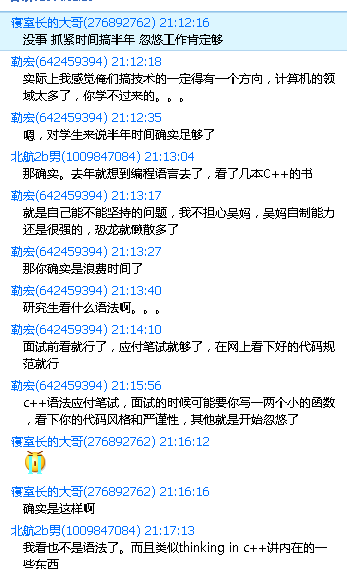 寝室长的大哥(276892762) 21:12:16
没事 抓紧时间搞半年 忽悠工作肯定够
勒宏(642459394) 21:12:18
实际上我感觉俺们搞技术的一定得有一个方向，计算机的领
域太多了，你学不过来的。。。
勒宏(642459394) 21:12:35
嗯，对学生来说半年时间确实足够了
北航2b男(1009847084) 21:13:04
那确实。去年就想到编程语言去了，看了几本C++的书
勒宏(642459394) 21:13:17
就是自己能不能坚持的问题，我不担心吴妈，吴妈自制能力
还是很强的，恐龙就懒散多了
勒宏(642459394) 21:13:27
那你确实是浪费时间了
勒宏(642459394) 21:13:40
研究生看什么语法啊。。。
勒宏(642459394) 21:14:10
面试前看就行了，应付笔试就够了，在网上看下好的代码规
范就行
勒宏(642459394) 21:15:56
c++语法应付笔试，面试的时候可能要你写一两个小的函数
，看下你的代码风格和严谨性，其他就是开始忽悠了
寝室长的大哥(276892762) 21:16:12
寝室长的大哥(276892762) 21:16:16
确实是这样啊
北航2b男(1009847084) 21:17:13
我看也不是语法了。而且类似thinking in c++讲内在的一
些东西